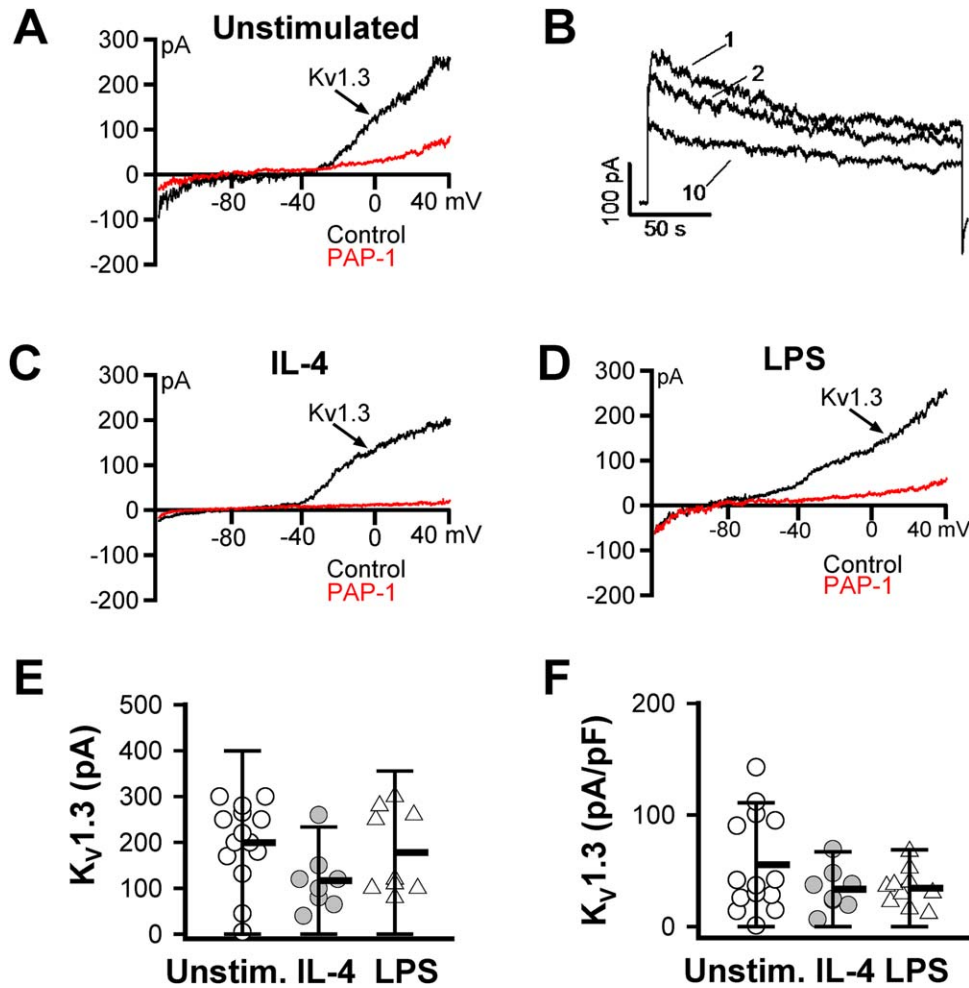 A
Unstimulated
pA
300
200
100
0
-100
-200
Kv1.3
-80
-40
0
40 mV
Control
PAP-1
B
1
2
10
100 pA
50 s
C
IL-4
pA
300
200
100
0
-100
-200
Kv1.3
-80
-40
0
40 mV
Control
PAP-1
D
LPS
pA
300
200
100
0
-100
-200
Kv1.3
-80
-40
0
40 mV
Control
PAP-1
E
KV1.3 (pA)
500
400
300
200
100
0
Unstim. IL-4 LPS
F
KV1.3 (pA/pF)
200
100
0
Unstim. IL-4 LPS